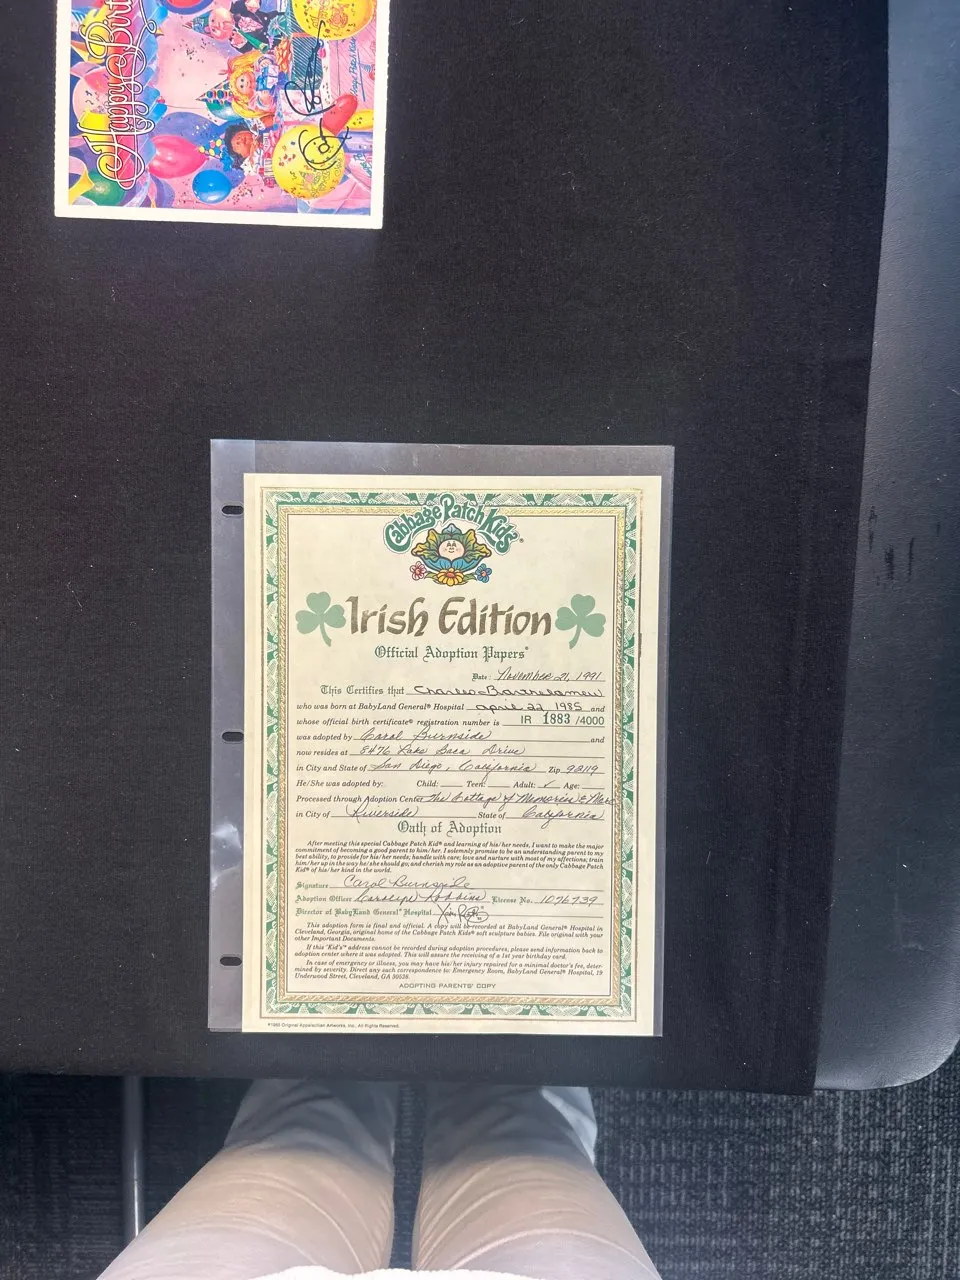 Happy Birt
Cabbage Patch Kids®
Irish Edition
Official Adoption Papers®
Date: November 21, 1991
This Certifies that Charles Bartholamew
who was born at BabyLand General® Hospital april 22, 1985 and
whose official birth certificate® registration number is IR 1883 /4000
was adopted by Carol Burnside and
now resides at 8476 Lake Drive
in City and State of San Diego, California Zip 92119
He/She was adopted by: Child: Teen: Adult: ✓ Age:
Processed through Adoption Center The Cottage of Memories &
in City of Riverside State of California
Oath of Adoption
After meeting this special Cabbage Patch Kid® and learning of his/her needs, I want to make the major
commitment of becoming a good parent to him/her. I solemnly promise to be an understanding parent to my
best ability, to provide for his/her needs; handle with care; love and nurture with most of my affections; train
him/her up in the way he/she should go; and cherish my role as an adoptive parent of the only Cabbage Patch
Kid® of his/her kind in the world.
Signature Carol Burnside
Adoption Officer Carolyn Robbins License No. 1076739
Director of BabyLand General® Hospital
This adoption form is final and official. A copy will be recorded at BabyLand General® Hospital in
Cleveland, Georgia, original home of Cabbage Patch Kids® soft sculpture babies. File original with your
other Important Documents.
If this 'Kid's'™ address cannot be recorded during adoption procedures, please send information back to
adoption center where it was adopted. This will assure the receiving of a 1st year birthday card.
In case of emergency or illness, you may have his/her injury repaired for a minimal doctor's fee, deter-
mined by severity. Direct any such correspondence to: Emergency Room, BabyLand General® Hospital, 19
Underwood Street, Cleveland, GA 30528.
ADOPTING PARENTS' COPY
Original Appalachian Artworks, Inc. All Rights Reserved.